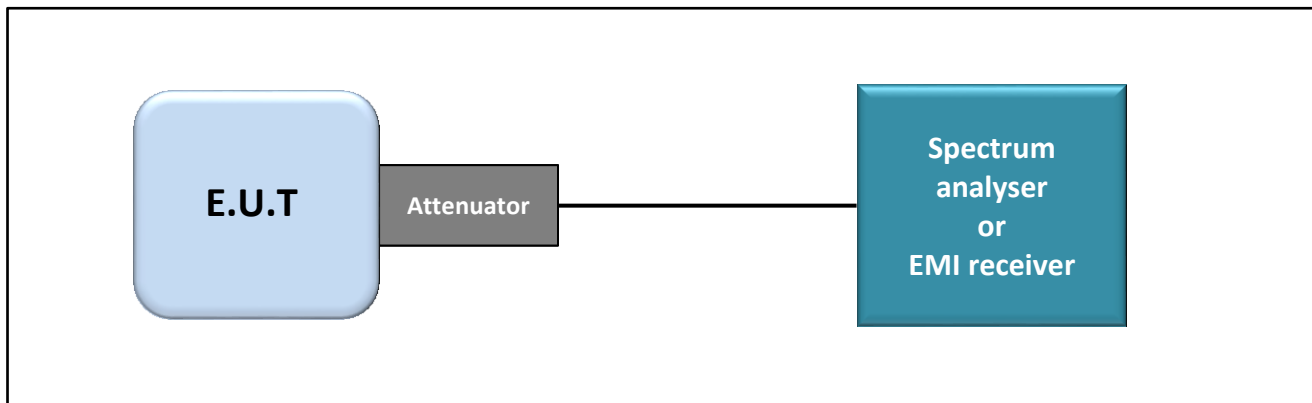 E.U.T
Attenuator
Spectrum
analyser
or
EMI receiver